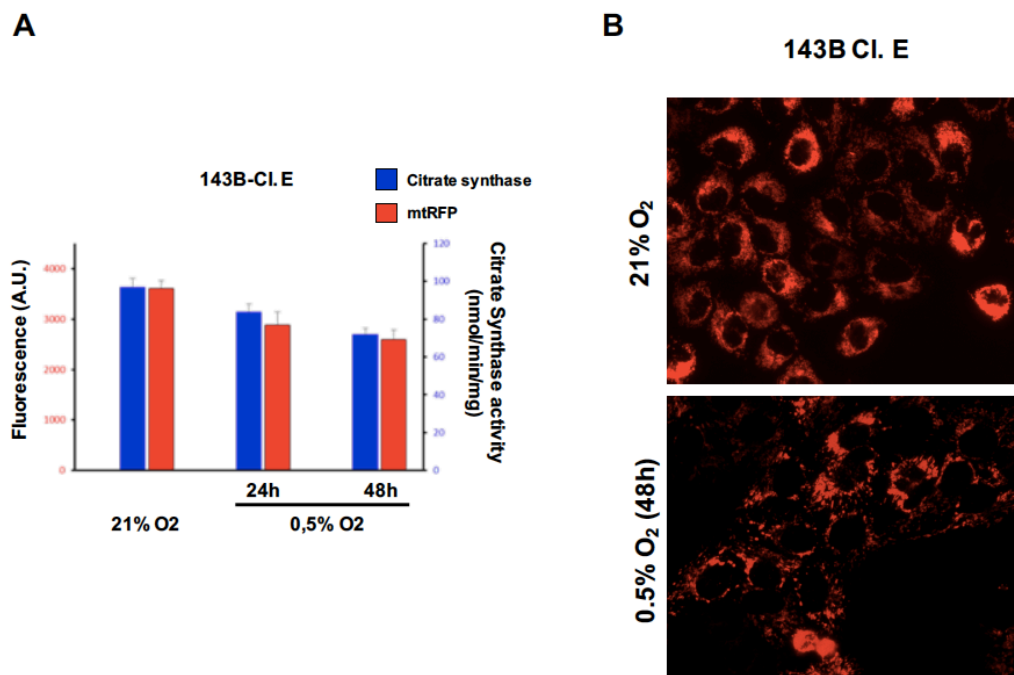 A
B
143B Cl. E
143B-Cl. E
Citrate synthase
mtRFP
Fluorescence (A.U.)
4000
3000
2000
1000
0
120
100
80
60
40
20
0
Citrate Synthase activity
(nmol/min/mg)
24h
48h
21% O2
0,5% O2
21% O₂
0.5% O₂ (48h)